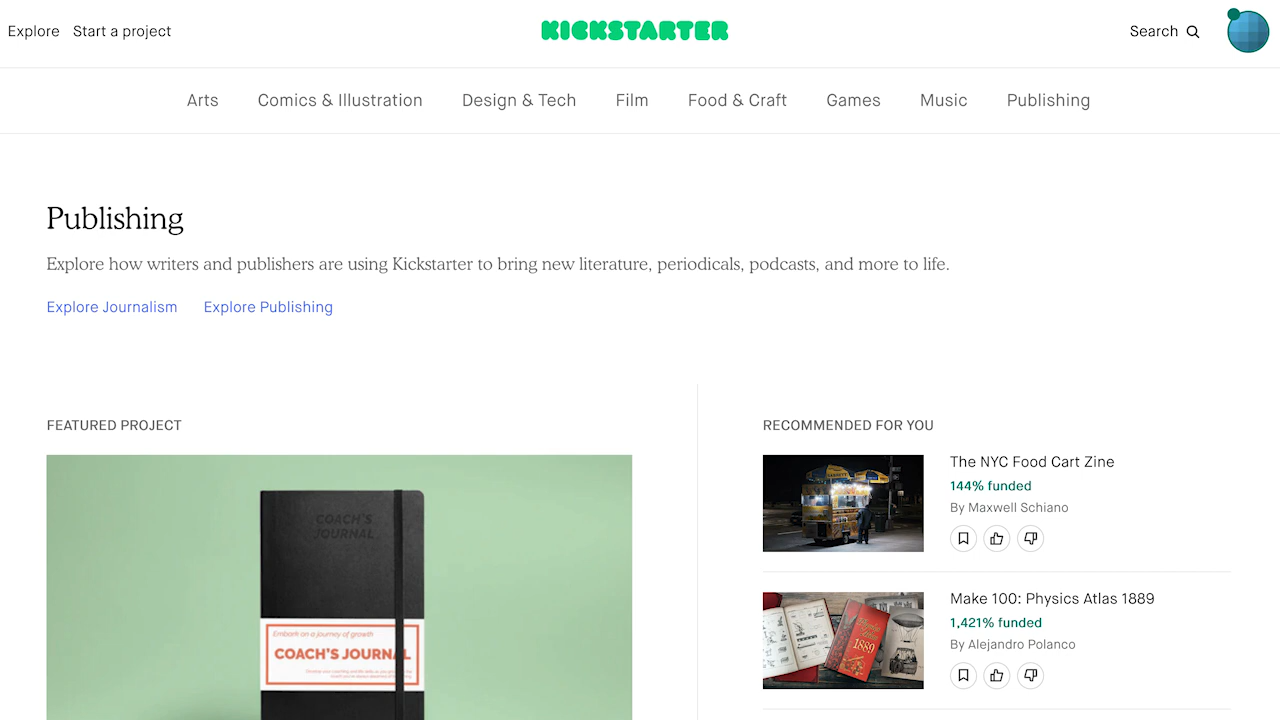 Explore Start a project
KICKSTARTER
Search
Arts Comics & Illustration Design & Tech Film Food & Craft Games Music Publishing
Publishing
Explore how writers and publishers are using Kickstarter to bring new literature, periodicals, podcasts, and more to life.
Explore Journalism Explore Publishing
FEATURED PROJECT
COACH'S
JOURNAL
Embark on a journey of growth
COACH'S JOURNAL
RECOMMENDED FOR YOU
The NYC Food Cart Zine
144% funded
By Maxwell Schiano
1889
Make 100: Physics Atlas 1889
1,421% funded
By Alejandro Polanco